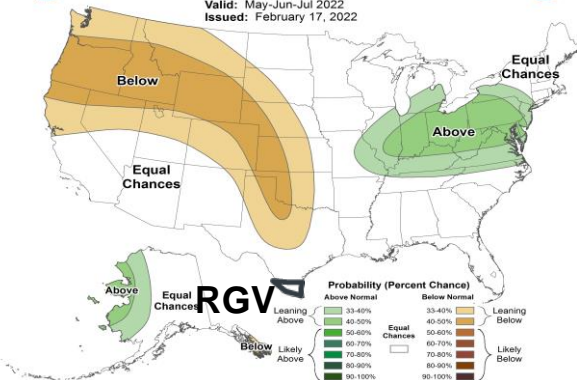 Valid: May-Jun-Jul 2022
Issued: February 17, 2022
Equal
Chances
Below
Above
Equal
Chances
Above
Equal
Chances
RGV
Below
Probability (Percent Chance)
Above Normal
Below Normal
Leaning
Above
33-40%
40-50%
50-60%
60-70%
70-80%
80-90%
90-100%
Likely
Above
Equal
Chances
33-40%
40-50%
50-60%
60-70%
70-80%
80-90%
90-100%
Leaning
Below
Likely
Below